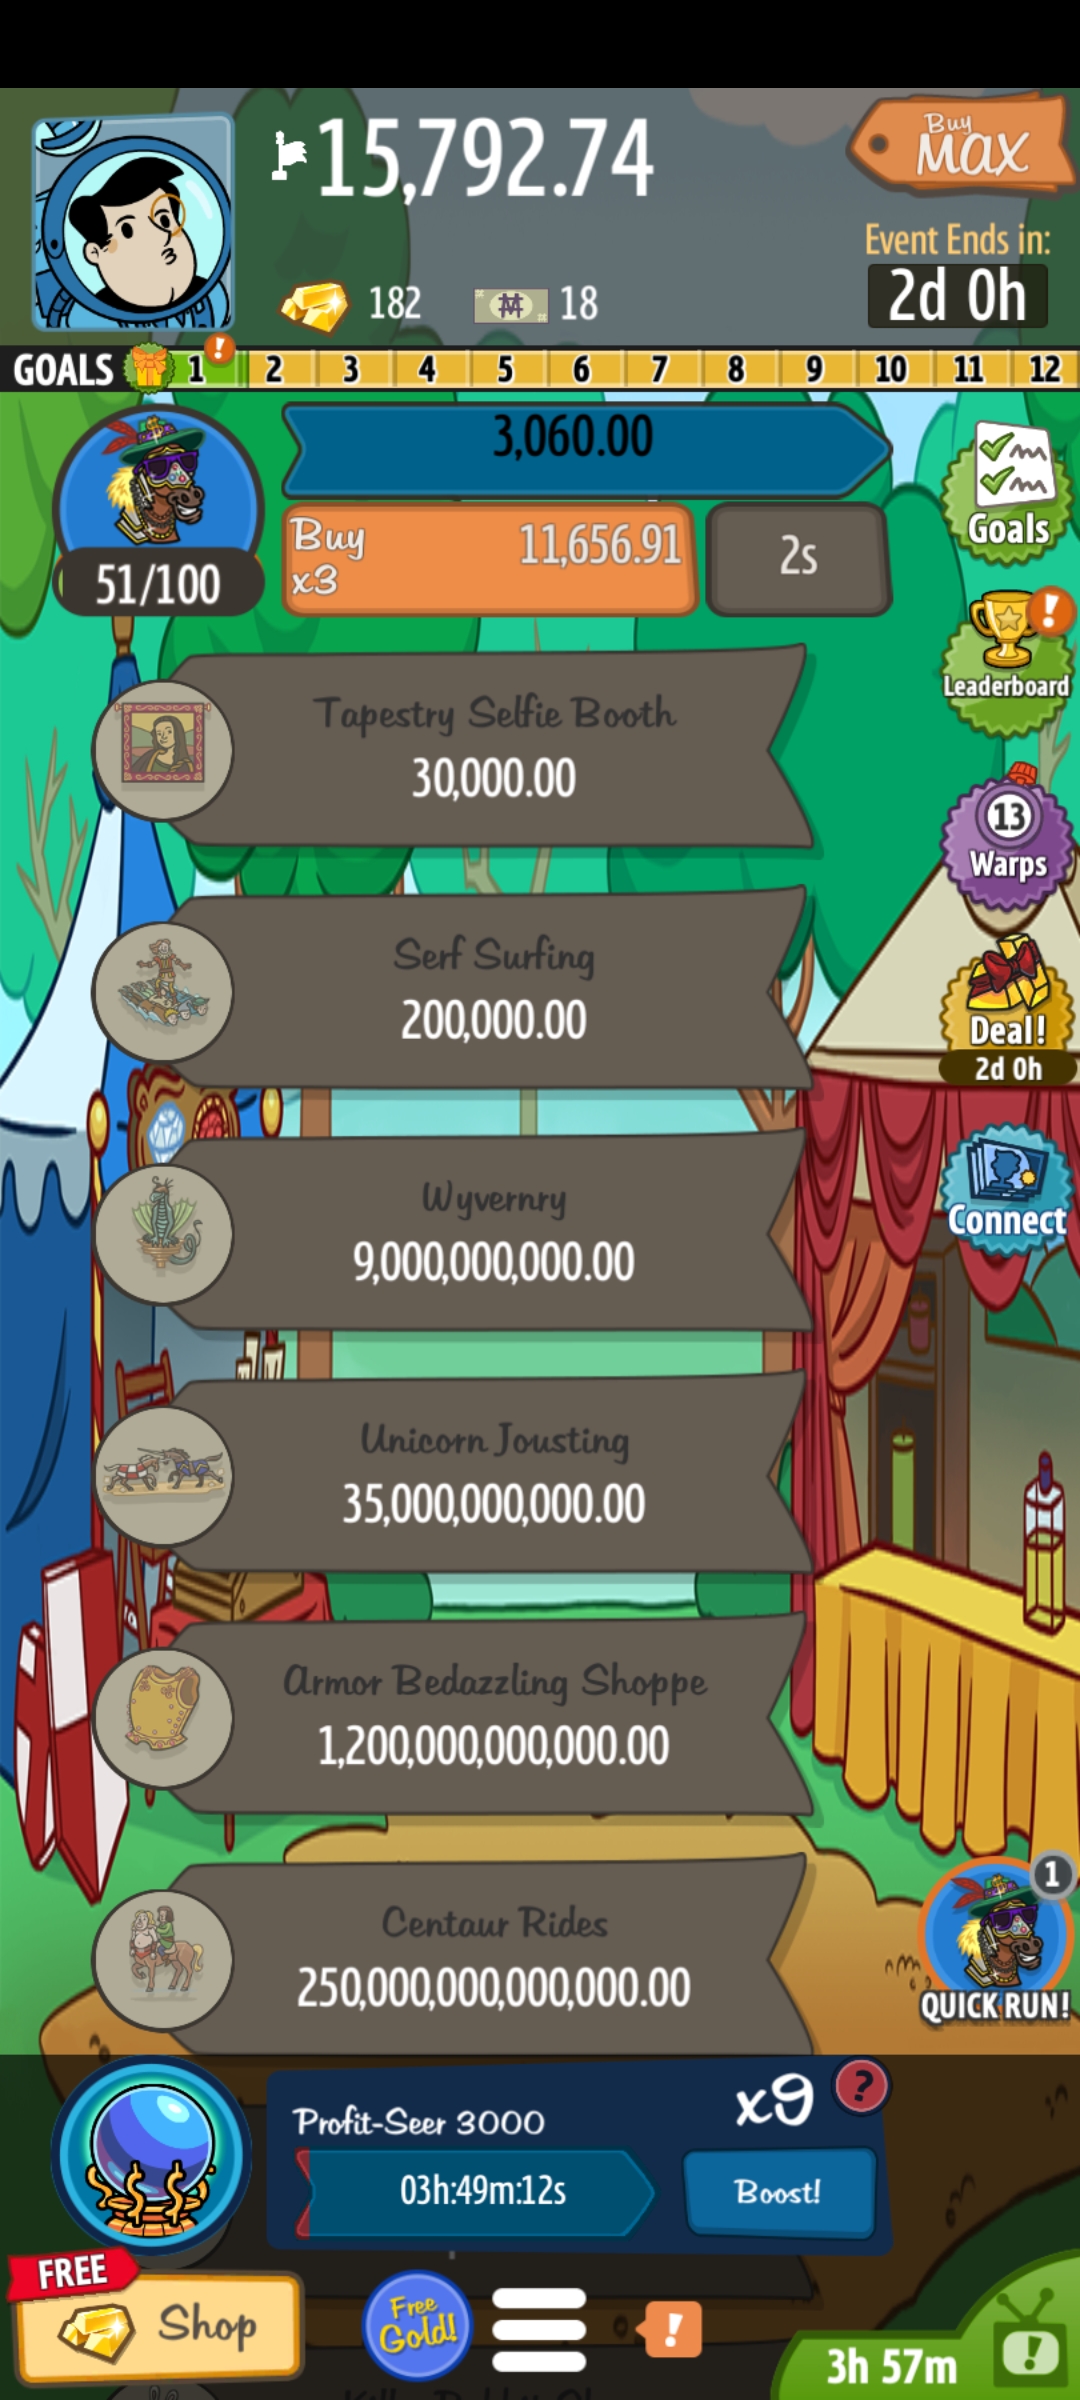 15,792.74
Buy
MAX
Event Ends in:
2d 0h
182
18
GOALS 1 2 3 4 5 6 7 8 9 10 11 12
3,060.00
51/100
Buy
x3
11,656.91
2s
Goals
Leaderboard
Tapestry Selfie Booth
30,000.00
13
Warps
Serf Surfing
200,000.00
Deal!
2d 0h
Wyvernry
9,000,000,000.00
Connect
Unicorn Jousting
35,000,000,000.00
Armor Bedazzling Shoppe
1,200,000,000,000.00
Centaur Rides
250,000,000,000,000.00
1
QUICK RUN!
Profit-Seer 3000
x9
?
03h:49m:12s
Boost!
FREE
Shop
Free
Gold!
!
3h 57m
!